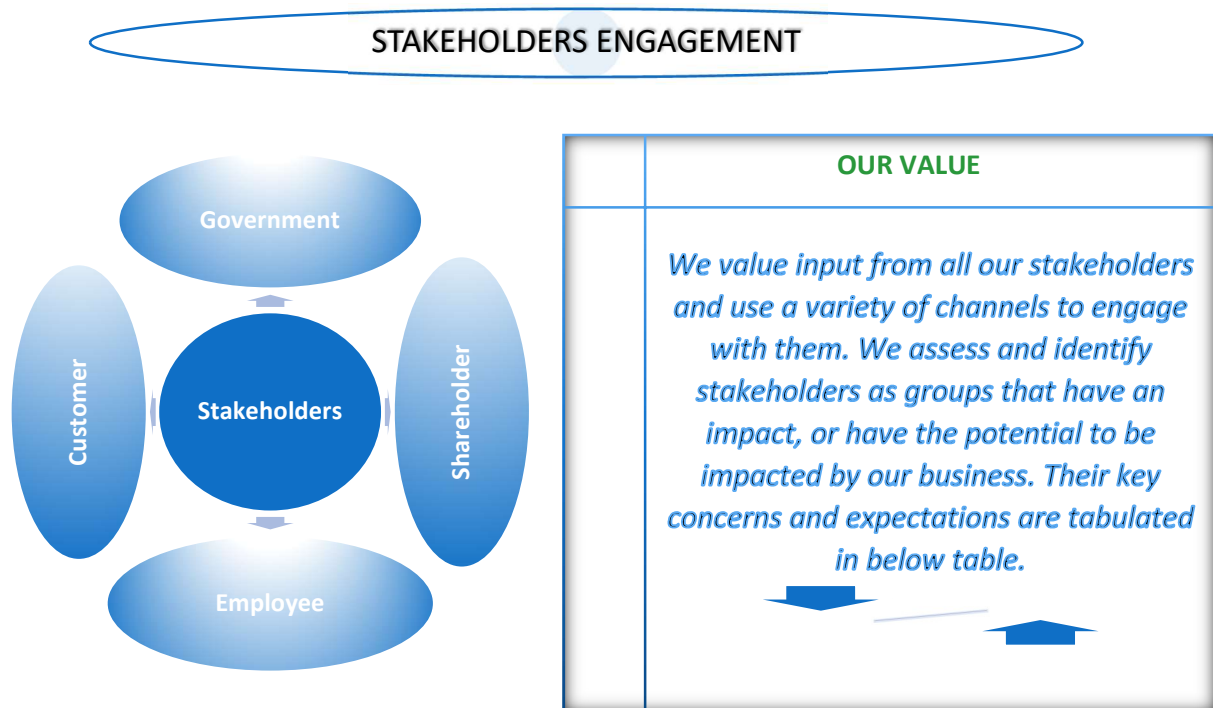 STAKEHOLDERS ENGAGEMENT
Government
Customer
Stakeholders
Shareholder
Employee
OUR VALUE
We value input from all our stakeholders
and use a variety of channels to engage
with them. We assess and identify
stakeholders as groups that have an
impact, or have the potential to be
impacted by our business. Their key
concerns and expectations are tabulated
in below table.